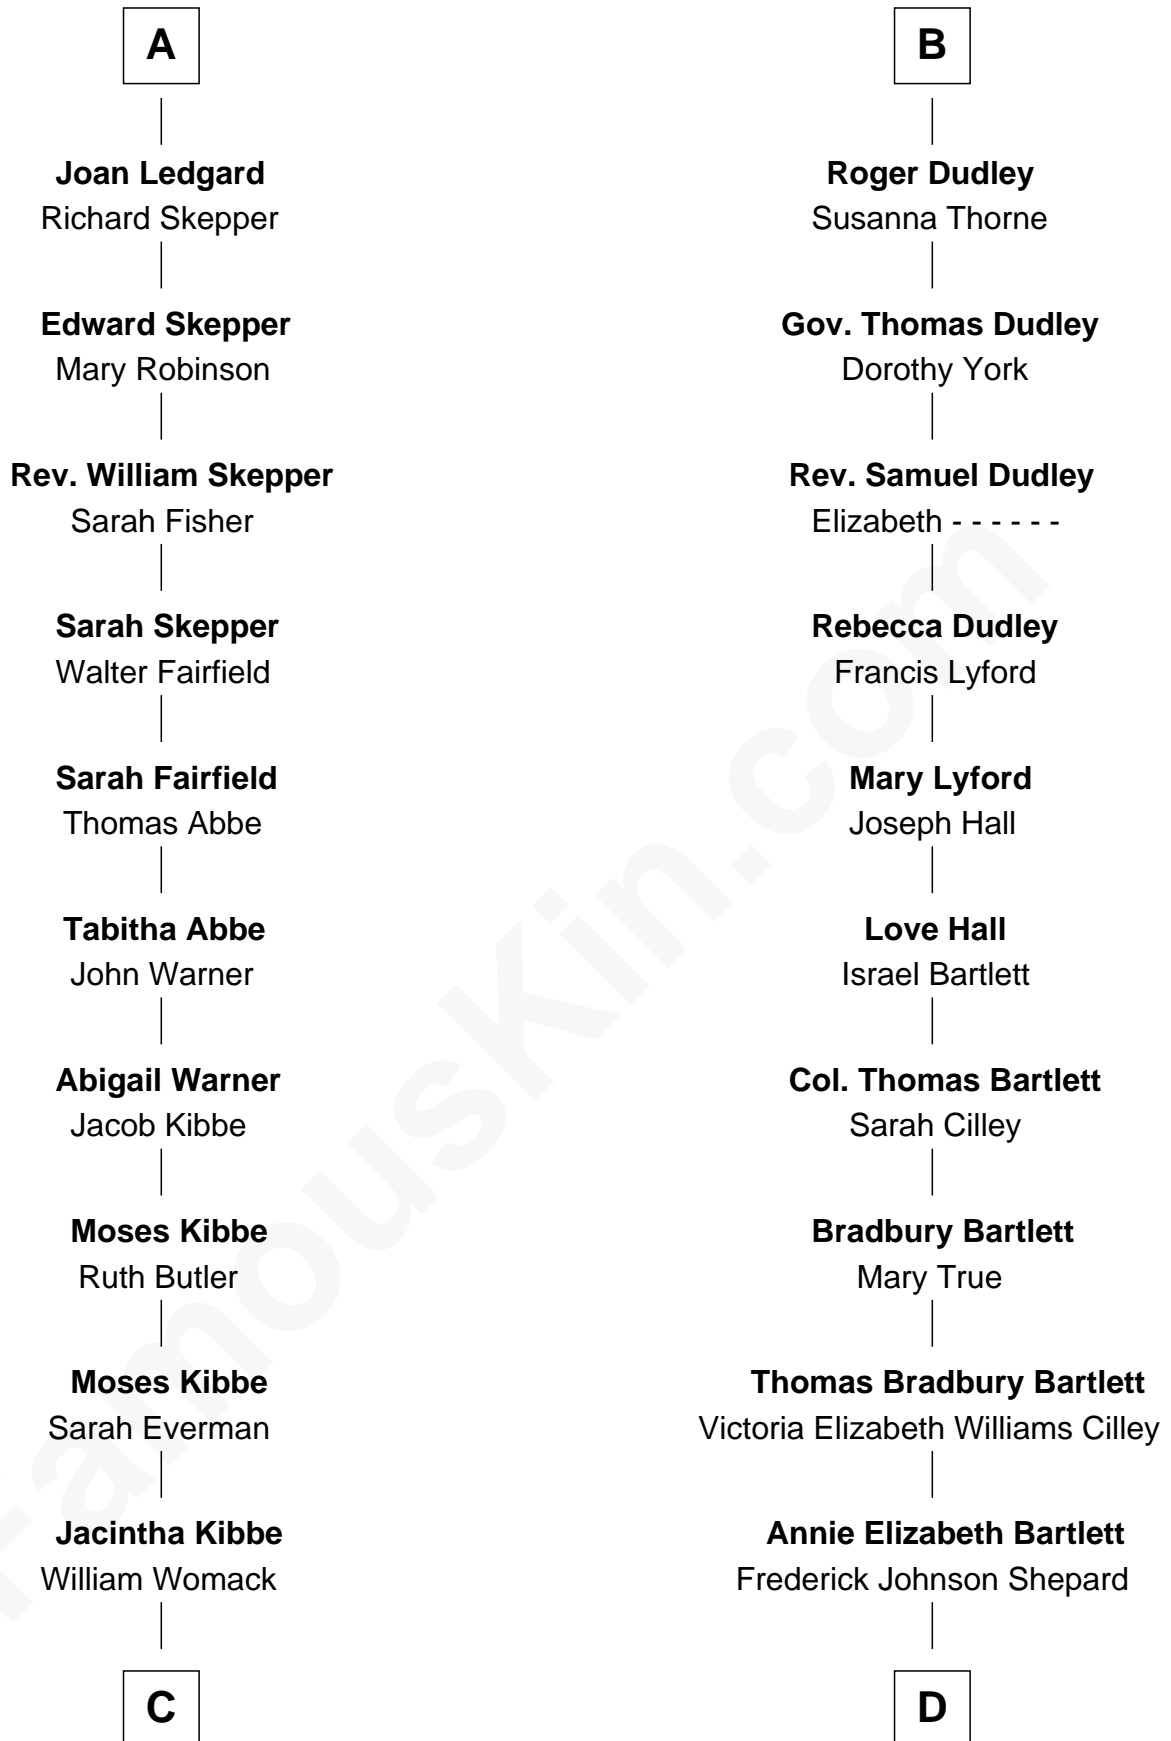 A
Joan Ledgard
Richard Skepper
Edward Skepper
Mary Robinson
Rev. William Skepper
Sarah Fisher
Sarah Skepper
Walter Fairfield
Sarah Fairfield
Thomas Abbe
Tabitha Abbe
John Warner
Abigail Warner
Jacob Kibbe
Moses Kibbe
Ruth Butler
Moses Kibbe
Sarah Everman
Jacintha Kibbe
William Womack
C
B
Roger Dudley
Susanna Thorne
Gov. Thomas Dudley
Dorothy York
Rev. Samuel Dudley
Elizabeth - - - - - -
Rebecca Dudley
Francis Lyford
Mary Lyford
Joseph Hall
Love Hall
Israel Bartlett
Col. Thomas Bartlett
Sarah Cilley
Bradbury Bartlett
Mary True
Thomas Bradbury Bartlett
Victoria Elizabeth Williams Cilley
Annie Elizabeth Bartlett
Frederick Johnson Shepard
D
FamousKin.com